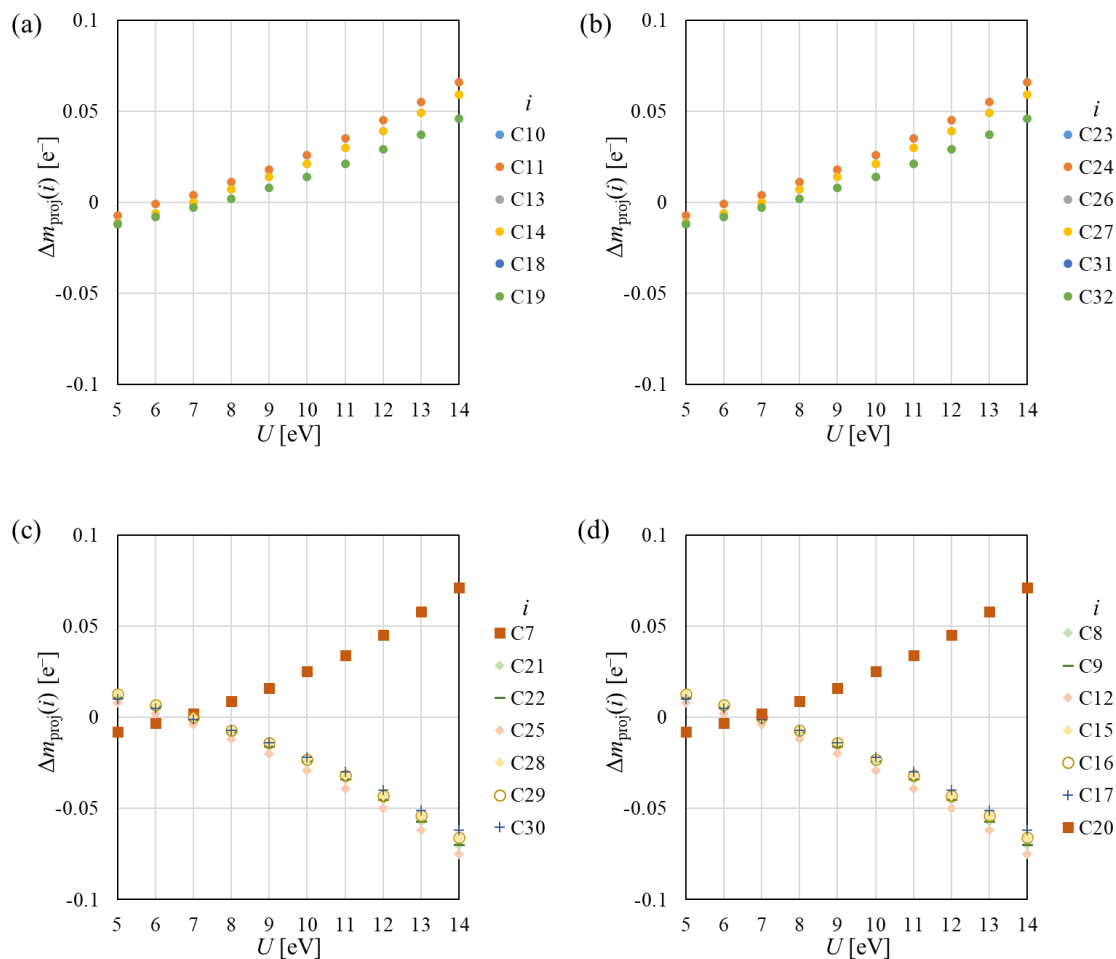 (a)
0.1
0.05
0
-0.05
-0.1
Δm_proj(i) [e⁻]
5 6 7 8 9 10 11 12 13 14
U [eV]
i
C10
C11
C13
C14
C18
C19
(b)
0.1
0.05
0
-0.05
-0.1
Δm_proj(i) [e⁻]
5 6 7 8 9 10 11 12 13 14
U [eV]
i
C23
C24
C26
C27
C31
C32
(c)
0.1
0.05
0
-0.05
-0.1
Δm_proj(i) [e⁻]
5 6 7 8 9 10 11 12 13 14
U [eV]
i
C7
C21
C22
C25
C28
C29
C30
(d)
0.1
0.05
0
-0.05
-0.1
Δm_proj(i) [e⁻]
5 6 7 8 9 10 11 12 13 14
U [eV]
i
C8
C9
C12
C15
C16
C17
C20